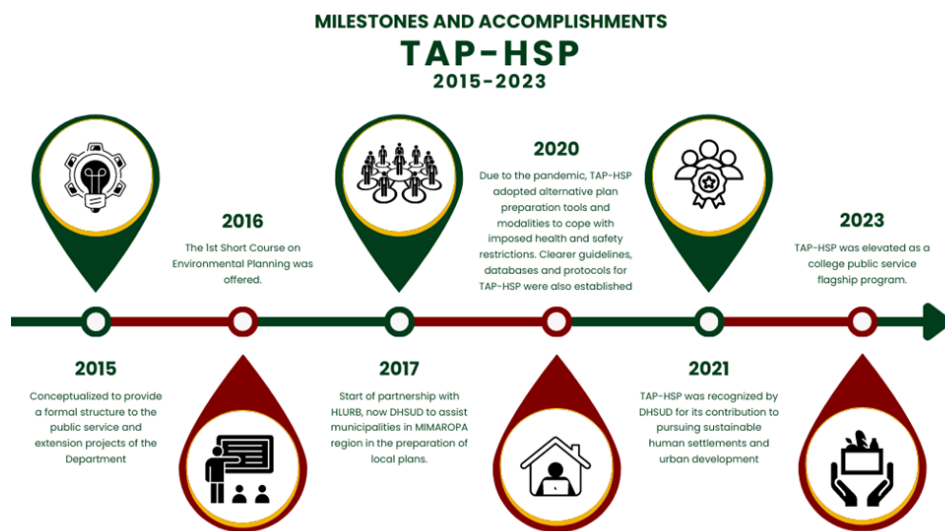 MILESTONES AND ACCOMPLISHMENTS
TAP-HSP
2015-2023
2015
Conceptualized to provide
a formal structure to the
public service and
extension projects of the
Department
2016
The 1st Short Course on
Environmental Planning was
offered.
2017
Start of partnership with
HLURB, now DHSUD to assist
municipalities in MIMAROPA
region in the preparation of
local plans.
2020
Due to the pandemic, TAP-HSP
adopted alternative plan
preparation tools and
modalities to cope with
imposed health and safety
restrictions. Clearer guidelines,
databases and protocols for
TAP-HSP were also established
2021
TAP-HSP was recognized by
DHSUD for its contribution to
pursuing sustainable
human settlements and
urban development
2023
TAP-HSP was elevated as a
college public service
flagship program.